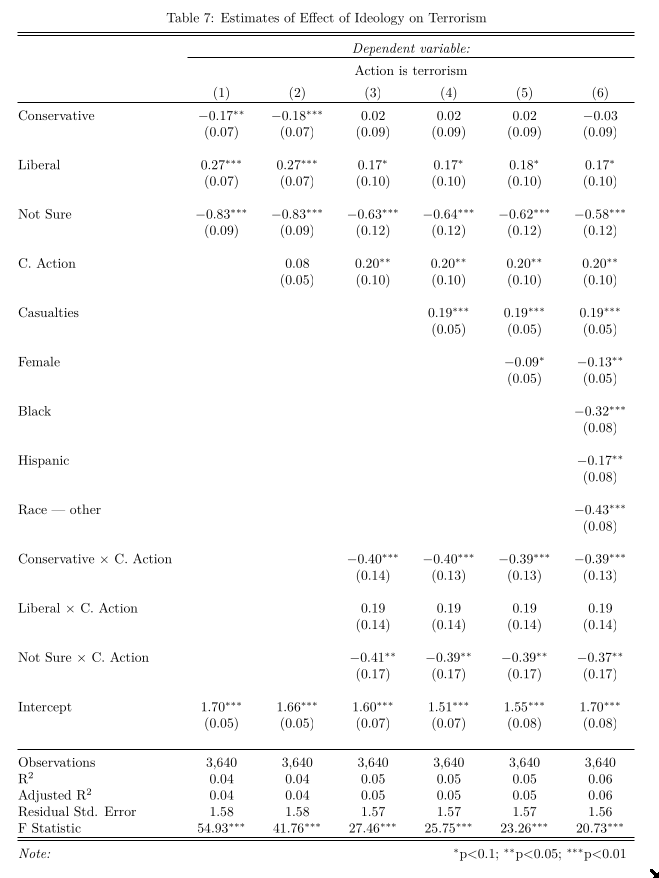 Table 7: Estimates of Effect of Ideology on Terrorism
Dependent variable:
Action is terrorism
(1) (2) (3) (4) (5) (6)
Conservative −0.17** −0.18*** 0.02 0.02 0.02 −0.03
(0.07) (0.07) (0.09) (0.09) (0.09) (0.09)
Liberal 0.27*** 0.27*** 0.17* 0.17* 0.18* 0.17*
(0.07) (0.07) (0.10) (0.10) (0.10) (0.10)
Not Sure −0.83*** −0.83*** −0.63*** −0.64*** −0.62*** −0.58***
(0.09) (0.09) (0.12) (0.12) (0.12) (0.12)
C. Action 0.08 0.20** 0.20** 0.20** 0.20**
(0.05) (0.10) (0.10) (0.10) (0.10)
Casualties 0.19*** 0.19*** 0.19***
(0.05) (0.05) (0.05)
Female −0.09* −0.13**
(0.05) (0.05)
Black −0.32***
(0.08)
Hispanic −0.17**
(0.08)
Race — other −0.43***
(0.08)
Conservative × C. Action −0.40*** −0.40*** −0.39*** −0.39***
(0.14) (0.13) (0.13) (0.13)
Liberal × C. Action 0.19 0.19 0.19 0.19
(0.14) (0.14) (0.14) (0.14)
Not Sure × C. Action −0.41** −0.39** −0.39** −0.37**
(0.17) (0.17) (0.17) (0.17)
Intercept 1.70*** 1.66*** 1.60*** 1.51*** 1.55*** 1.70***
(0.05) (0.05) (0.07) (0.07) (0.08) (0.08)
Observations 3,640 3,640 3,640 3,640 3,640 3,640
R² 0.04 0.04 0.05 0.05 0.05 0.06
Adjusted R² 0.04 0.04 0.05 0.05 0.05 0.06
Residual Std. Error 1.58 1.58 1.57 1.57 1.57 1.56
F Statistic 54.93*** 41.76*** 27.46*** 25.75*** 23.26*** 20.73***
Note: *p<0.1; **p<0.05; ***p<0.01